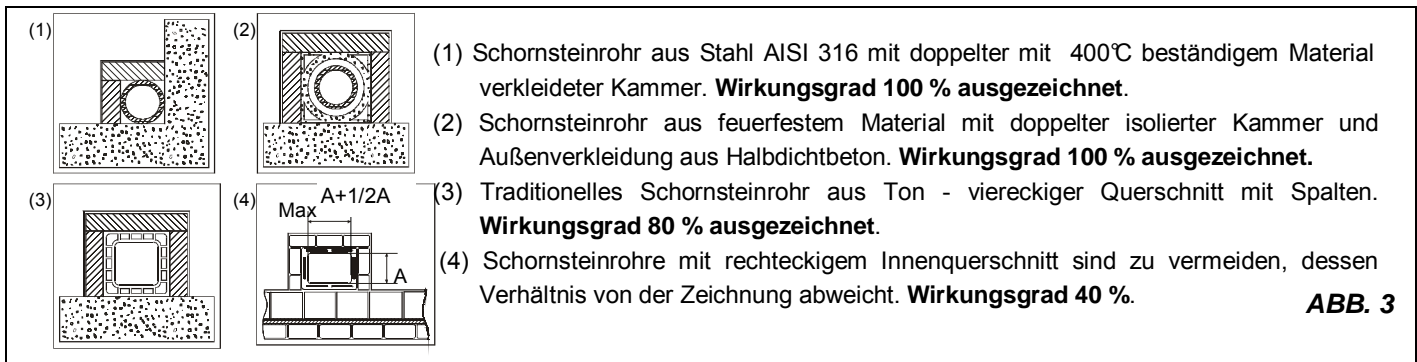 (1)
(2)
(3)
(4)
A+1/2A
Max
A
(1) Schornsteinrohr aus Stahl AISI 316 mit doppelter mit 400℃ beständigem Material
verkleideter Kammer. Wirkungsgrad 100 % ausgezeichnet.
(2) Schornsteinrohr aus feuerfestem Material mit doppelter isolierter Kammer und
Außenverkleidung aus Halbdichtbeton. Wirkungsgrad 100 % ausgezeichnet.
(3) Traditionelles Schornsteinrohr aus Ton - viereckiger Querschnitt mit Spalten.
Wirkungsgrad 80 % ausgezeichnet.
(4) Schornsteinrohre mit rechteckigem Innenquerschnitt sind zu vermeiden, dessen
Verhältnis von der Zeichnung abweicht. Wirkungsgrad 40 %.
ABB. 3